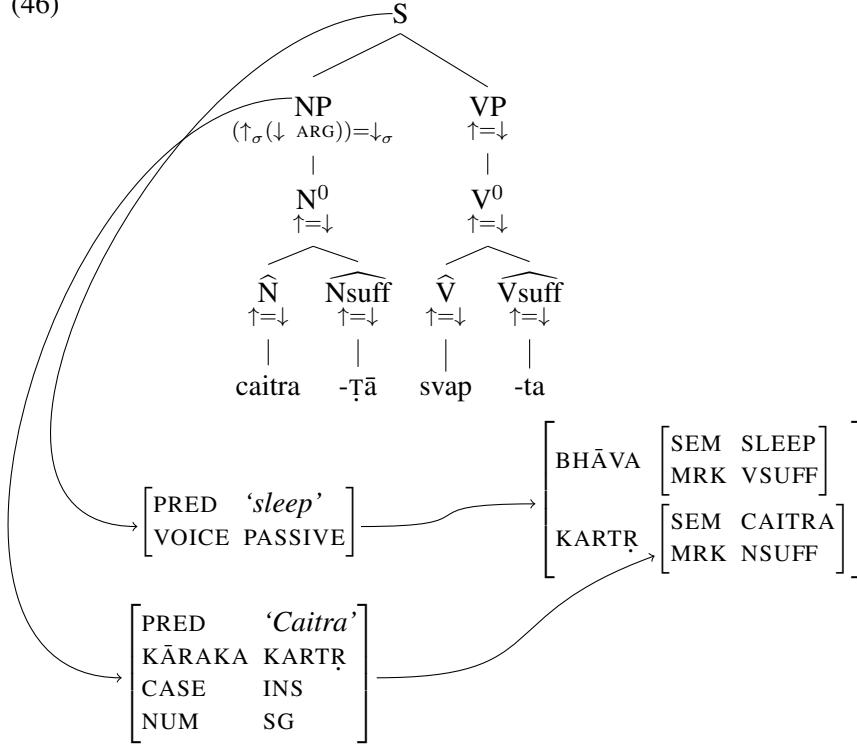 (46)
S
NP VP
(↑σ(↓ ARG))=↓σ ↑=↓
N⁰ V⁰
↑=↓ ↑=↓
N̂ N͡suff V̂ V͡suff
↑=↓ ↑=↓ ↑=↓ ↑=↓
caitra -Ṭā svap -ta
BHĀVA SEM SLEEP
MRK VSUFF
PRED ‘sleep’
VOICE PASSIVE
KARTṚ SEM CAITRA
MRK NSUFF
PRED ‘Caitra’
KĀRAKA KARTṚ
CASE INS
NUM SG